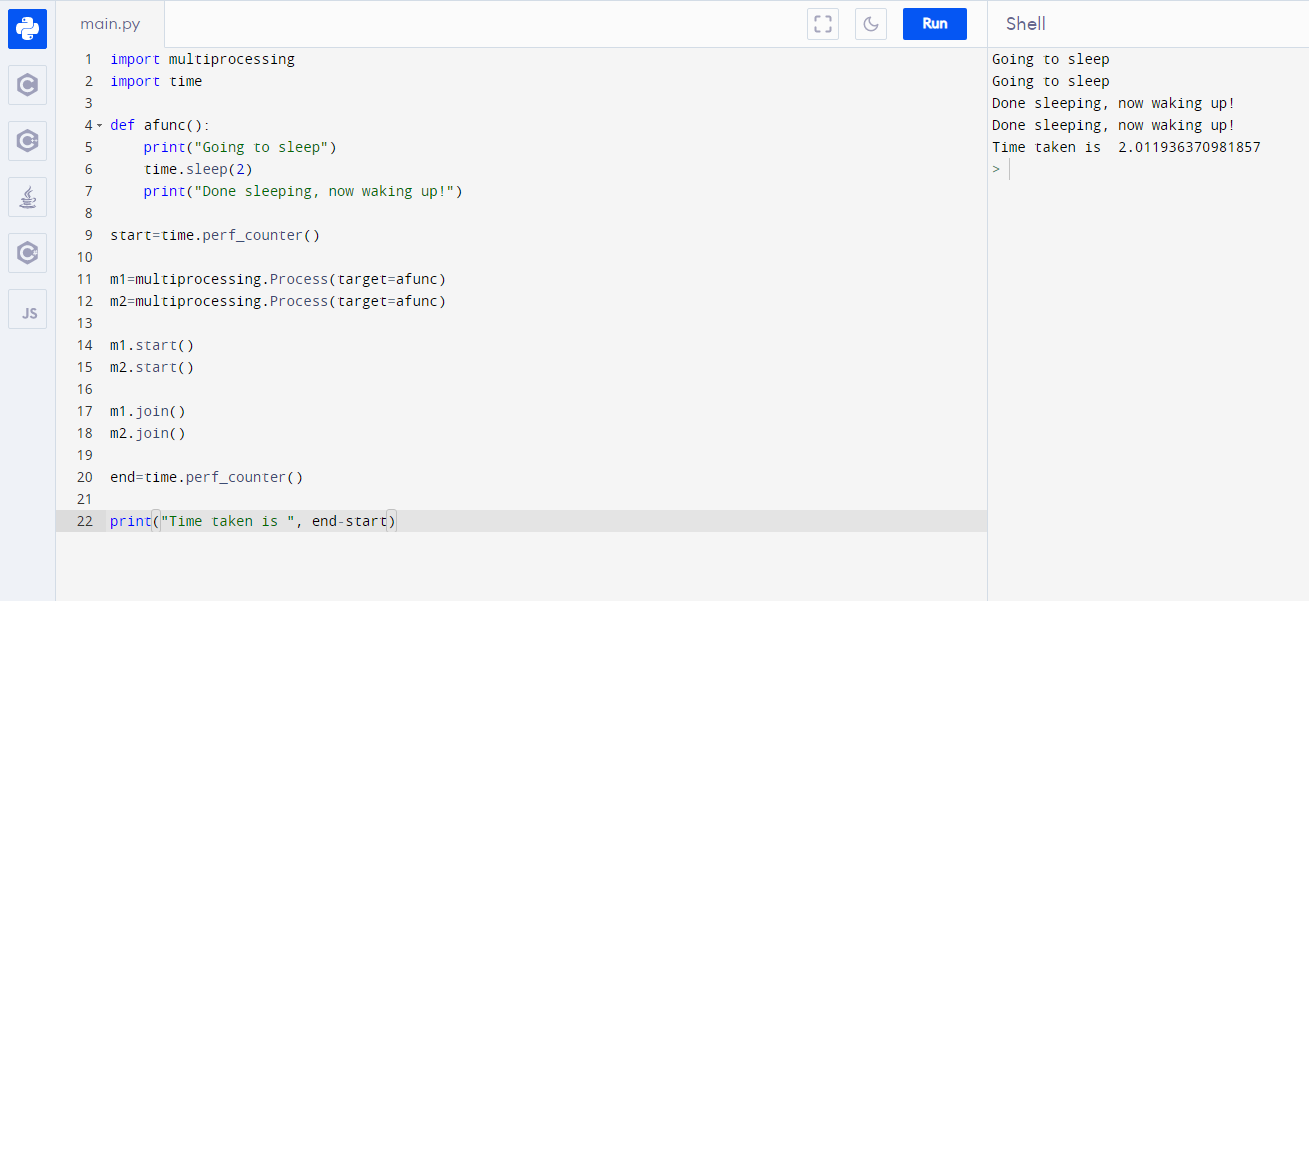 main.py
Run
Shell
1 import multiprocessing
2 import time
3
4 def afunc():
5     print("Going to sleep")
6     time.sleep(2)
7     print("Done sleeping, now waking up!")
8
9 start=time.perf_counter()
10
11 m1=multiprocessing.Process(target=afunc)
12 m2=multiprocessing.Process(target=afunc)
13
14 m1.start()
15 m2.start()
16
17 m1.join()
18 m2.join()
19
20 end=time.perf_counter()
21
22 print("Time taken is ", end-start)
Going to sleep
Going to sleep
Done sleeping, now waking up!
Done sleeping, now waking up!
Time taken is  2.011936370981857
>
JS